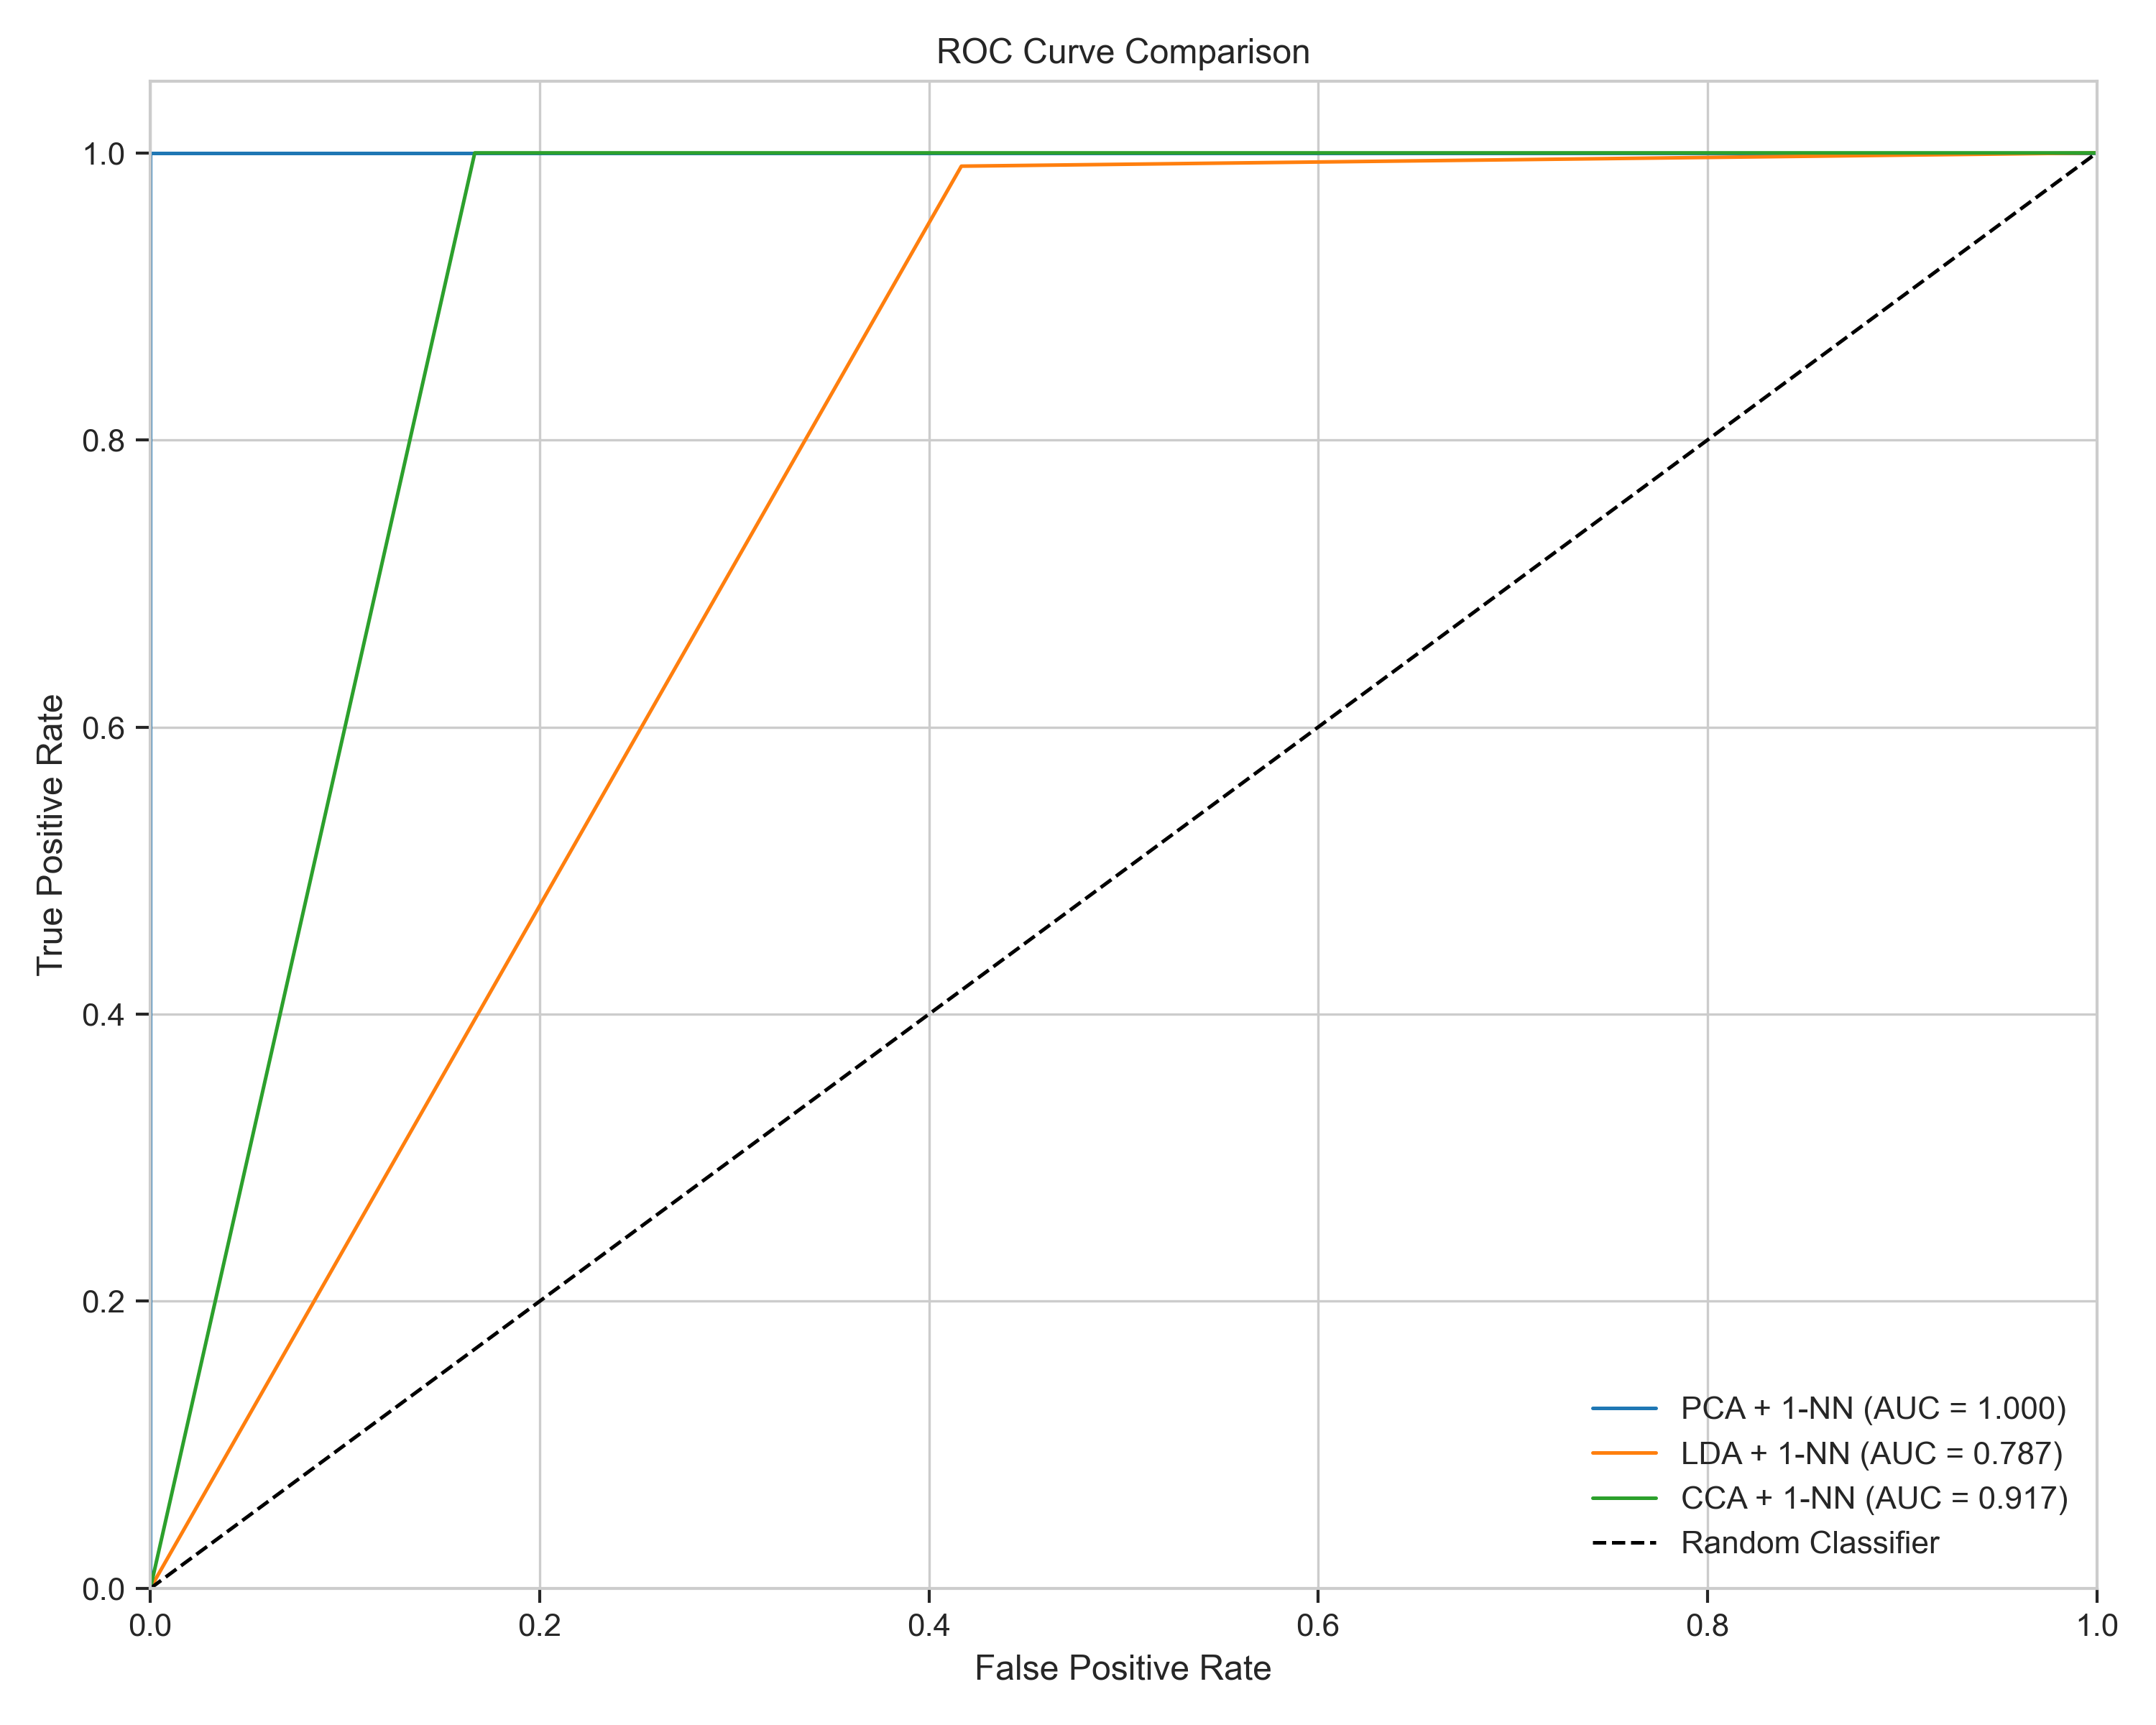 ROC Curve Comparison
True Positive Rate
1.0
0.8
0.6
0.4
0.2
0.0
0.0 0.2 0.4 0.6 0.8 1.0
False Positive Rate
PCA + 1-NN (AUC = 1.000)
LDA + 1-NN (AUC = 0.787)
CCA + 1-NN (AUC = 0.917)
Random Classifier